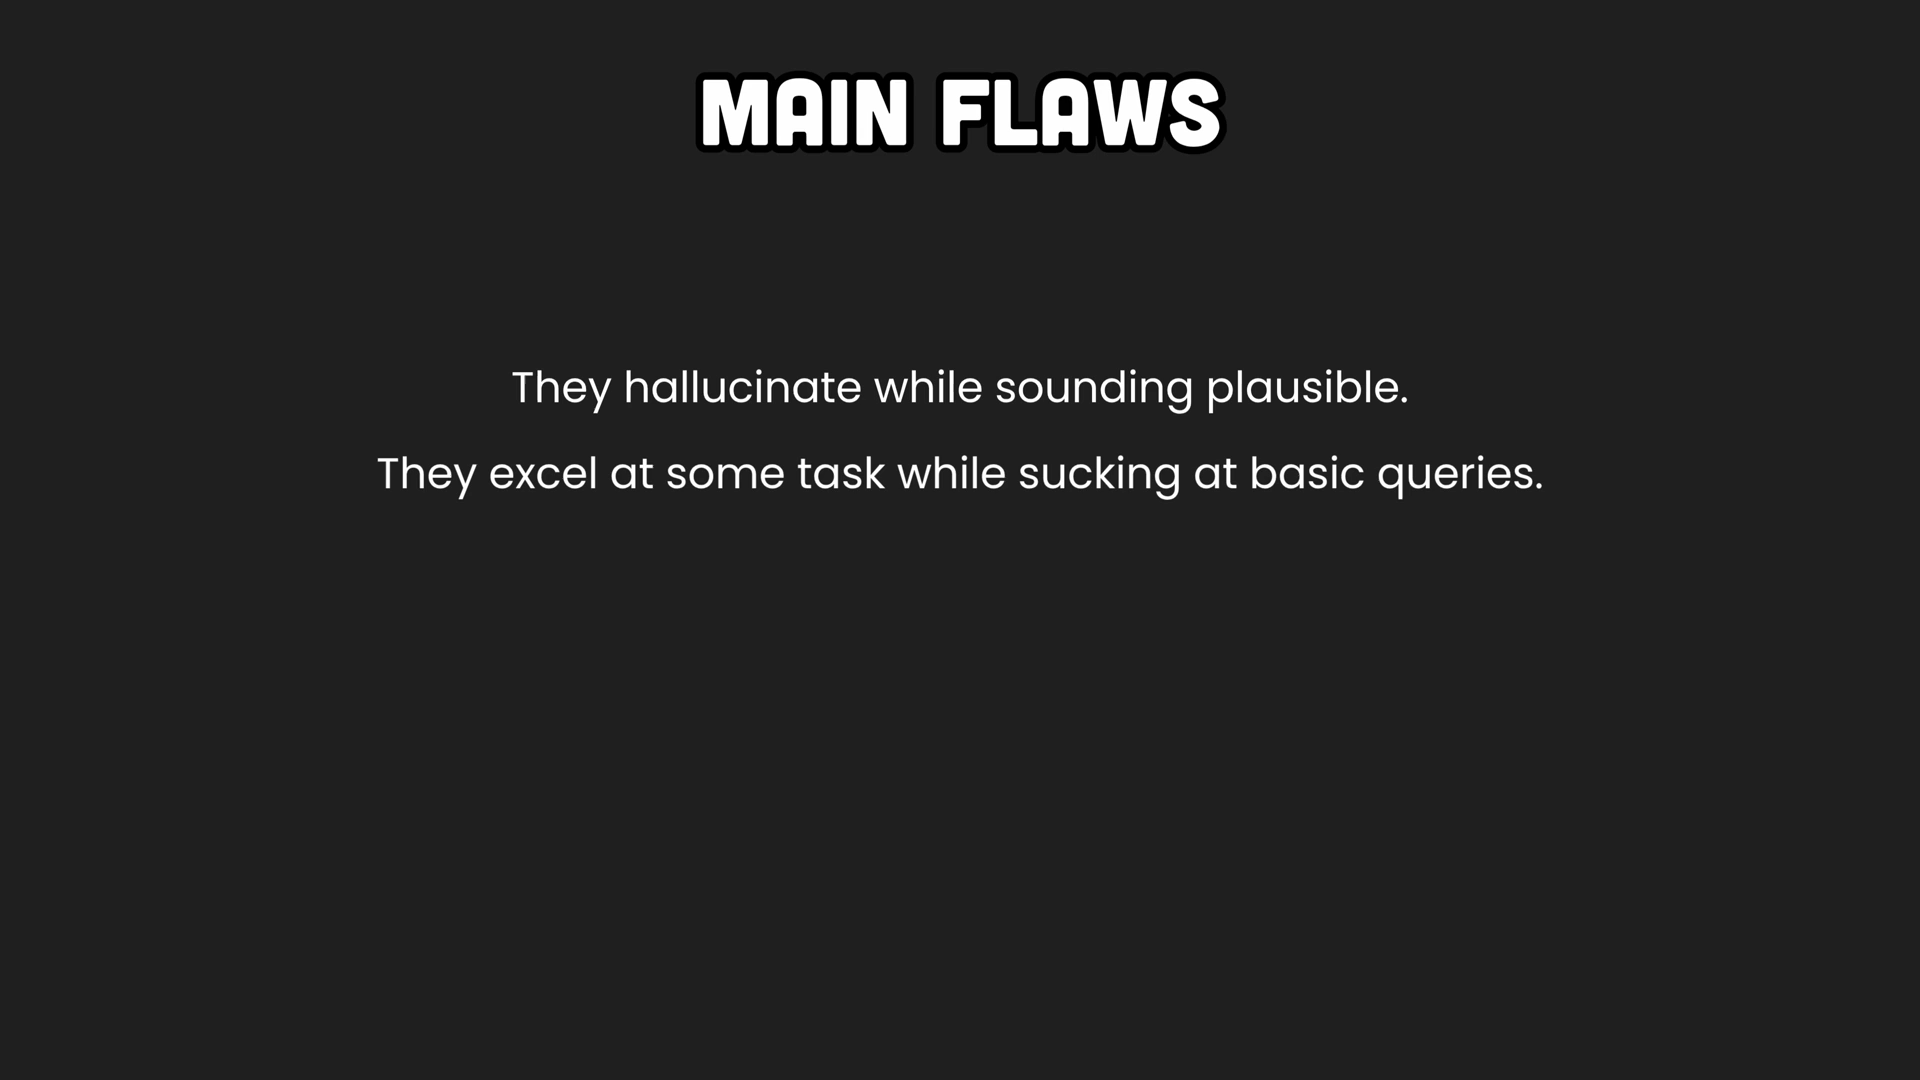 MAIN FLAWS
They hallucinate while sounding plausible.
They excel at some task while sucking at basic queries.